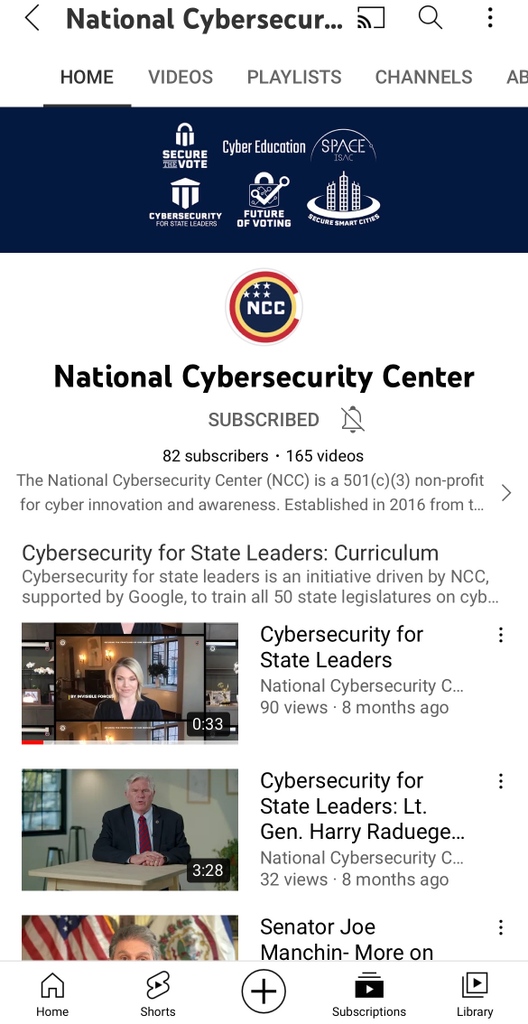 National Cybersecur...
HOME VIDEOS PLAYLISTS CHANNELS AB
SECURE
THE VOTE
Cyber Education
SPACE
ISAC
CYBERSECURITY
FOR STATE LEADERS
FUTURE
OF VOTING
SECURE SMART CITIES
NCC
National Cybersecurity Center
SUBSCRIBED
82 subscribers · 165 videos
The National Cybersecurity Center (NCC) is a 501(c)(3) non-profit
for cyber innovation and awareness. Established in 2016 from t...
Cybersecurity for State Leaders: Curriculum
Cybersecurity for state leaders is an initiative driven by NCC,
supported by Google, to train all 50 state legislatures on cyb...
BY INVISIBLE FORCES
0:33
Cybersecurity for
State Leaders
National Cybersecurity C...
90 views · 8 months ago
3:28
Cybersecurity for
State Leaders: Lt.
Gen. Harry Raduege...
National Cybersecurity C...
32 views · 8 months ago
Senator Joe
Manchin- More on
Home Shorts Subscriptions Library